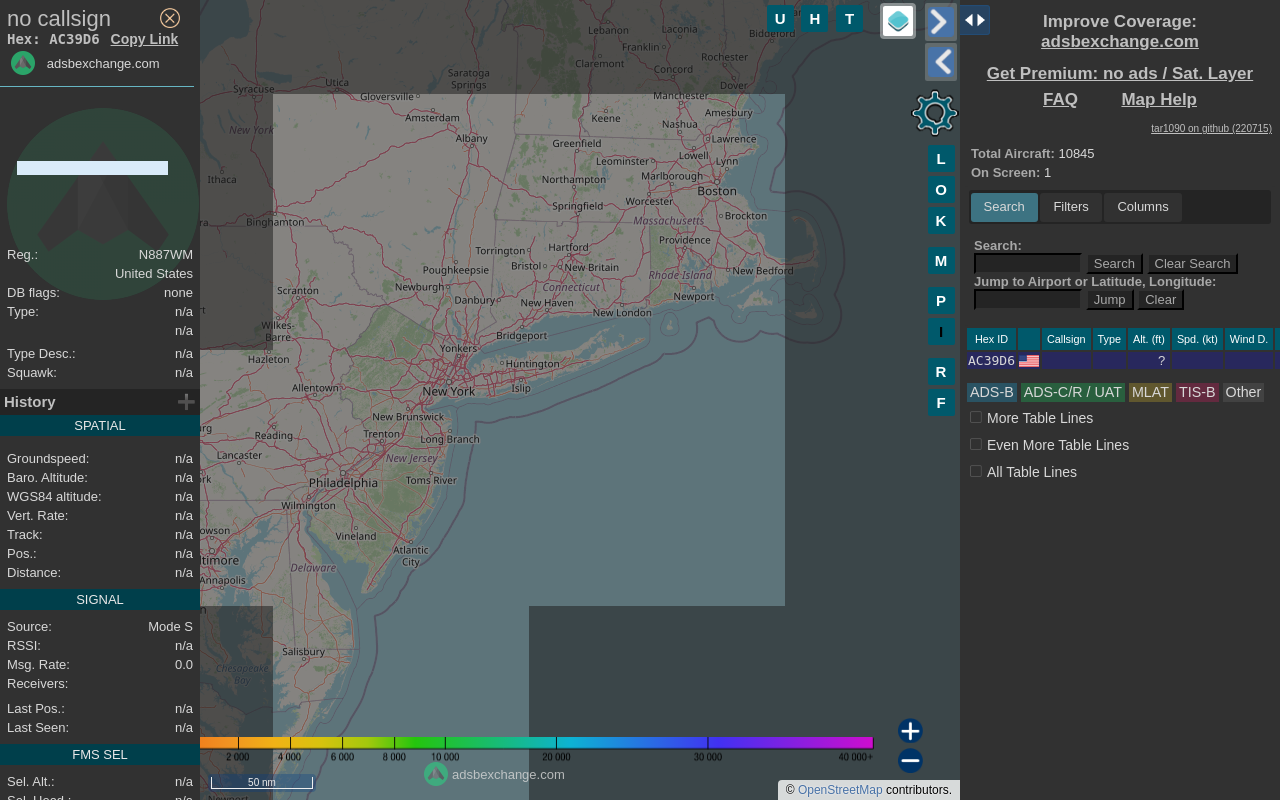 no callsign
Hex: AC39D6 Copy Link
adsbexchange.com
Reg.: N887WM
United States
DB flags: none
Type: n/a
n/a
Type Desc.: n/a
Squawk: n/a
History
SPATIAL
Groundspeed: n/a
Baro. Altitude: n/a
WGS84 altitude: n/a
Vert. Rate: n/a
Track: n/a
Pos.: n/a
Distance: n/a
SIGNAL
Source: Mode S
RSSI: n/a
Msg. Rate: 0.0
Receivers:
Last Pos.: n/a
Last Seen: n/a
FMS SEL
Sel. Alt.: n/a
Sel. Head.: n/a
U H T
L
O
K
M
P
I
R
F
Lebanon
Laconia
Franklin
Biddeford
Claremont
Rochester
Concord
Dover
Saratoga
Springs
Utica
Syracuse
Gloversville
Manchester
Amsterdam
Keene
Amesbury
New York
Nashua
Albany
Lawrence
Greenfield
Lowell
Leominster
Lynn
Ithaca
Northampton
Marlborough
Boston
Worcester
Springfield
Binghamton
Massachusetts
Brockton
Providence
Torrington
Hartford
Poughkeepsie
Bristol
New Britain
New Bedford
Rhode Island
Connecticut
Scranton
Newburgh
Danbury
New Haven
Newport
New London
Wilkes-
Barre
Bridgeport
Yonkers
Hazleton
Huntington
Allentown
New York
Islip
New Brunswick
Reading
Trenton
Long Branch
Lancaster
New Jersey
Philadelphia
Toms River
Wilmington
Vineland
Atlantic
City
Delaware
Annapolis
Salisbury
Chesapeake
Bay
Newport
2 000 4 000 6 000 8 000 10 000 20 000 30 000 40 000+
adsbexchange.com
50 nm
© OpenStreetMap contributors.
Improve Coverage:
adsbexchange.com
Get Premium: no ads / Sat. Layer
FAQ Map Help
tar1090 on github (220715)
Total Aircraft: 10845
On Screen: 1
Search Filters Columns
Search:
Search Clear Search
Jump to Airport or Latitude, Longitude:
Jump Clear
Hex ID Callsign Type Alt. (ft) Spd. (kt) Wind D.
AC39D6 ?
ADS-B ADS-C/R / UAT MLAT TIS-B Other
More Table Lines
Even More Table Lines
All Table Lines